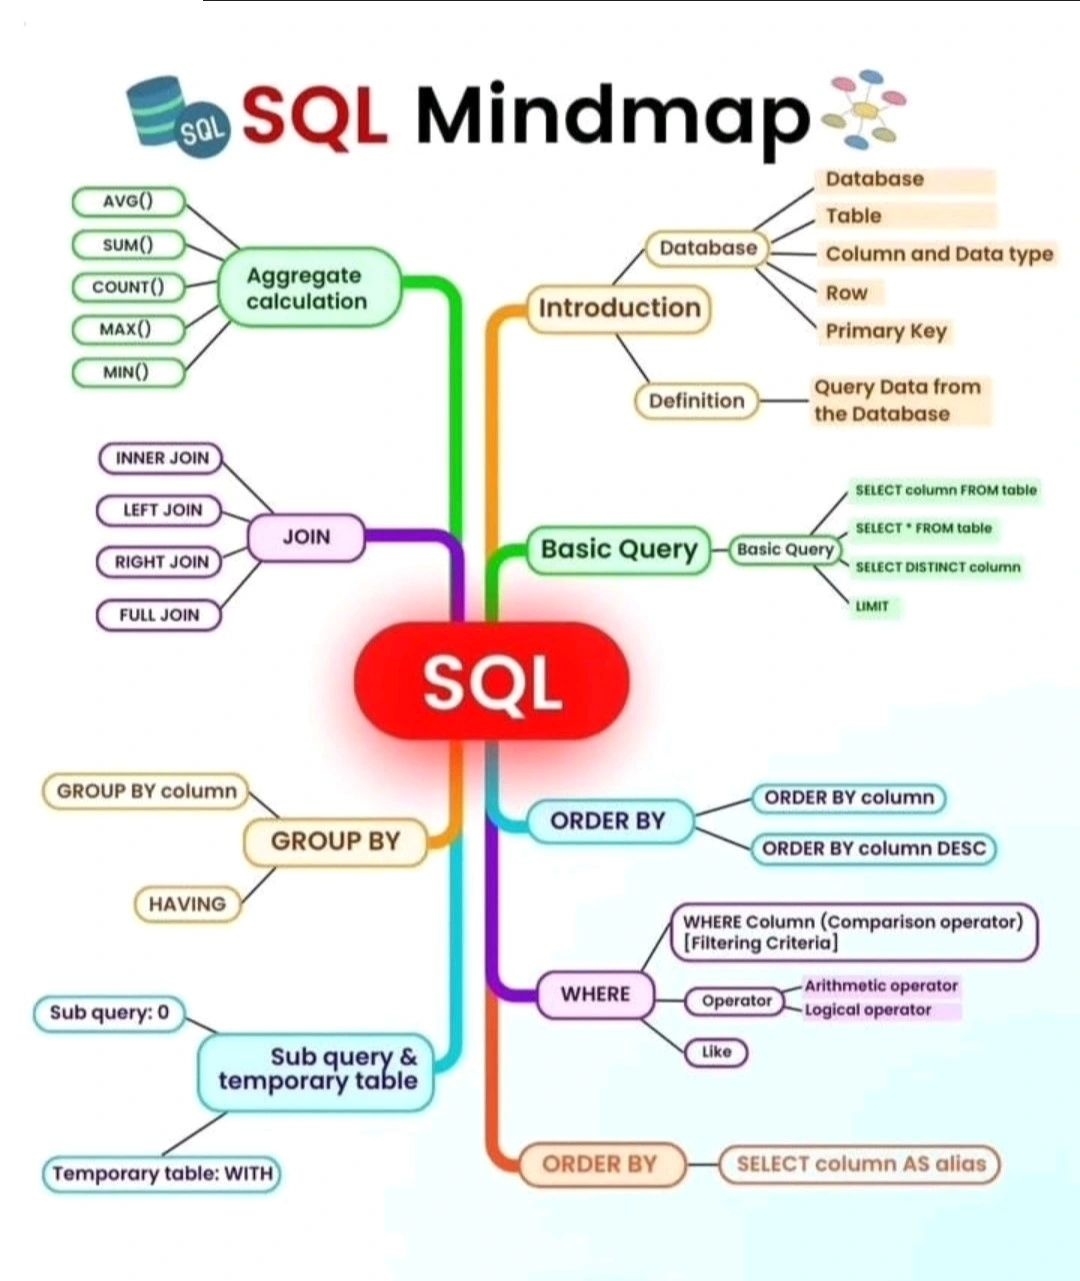 SQL
SQL Mindmap
AVG()
SUM()
COUNT()
MAX()
MIN()
Aggregate
calculation
Introduction
Database
Database
Table
Column and Data type
Row
Primary Key
Definition
Query Data from
the Database
INNER JOIN
LEFT JOIN
RIGHT JOIN
FULL JOIN
JOIN
Basic Query
Basic Query
SELECT column FROM table
SELECT * FROM table
SELECT DISTINCT column
LIMIT
SQL
GROUP BY column
GROUP BY
HAVING
ORDER BY
ORDER BY column
ORDER BY column DESC
WHERE
WHERE Column (Comparison operator)
[Filtering Criteria]
Operator
Arithmetic operator
Logical operator
Like
Sub query: 0
Sub query &
temporary table
Temporary table: WITH
ORDER BY
SELECT column AS alias